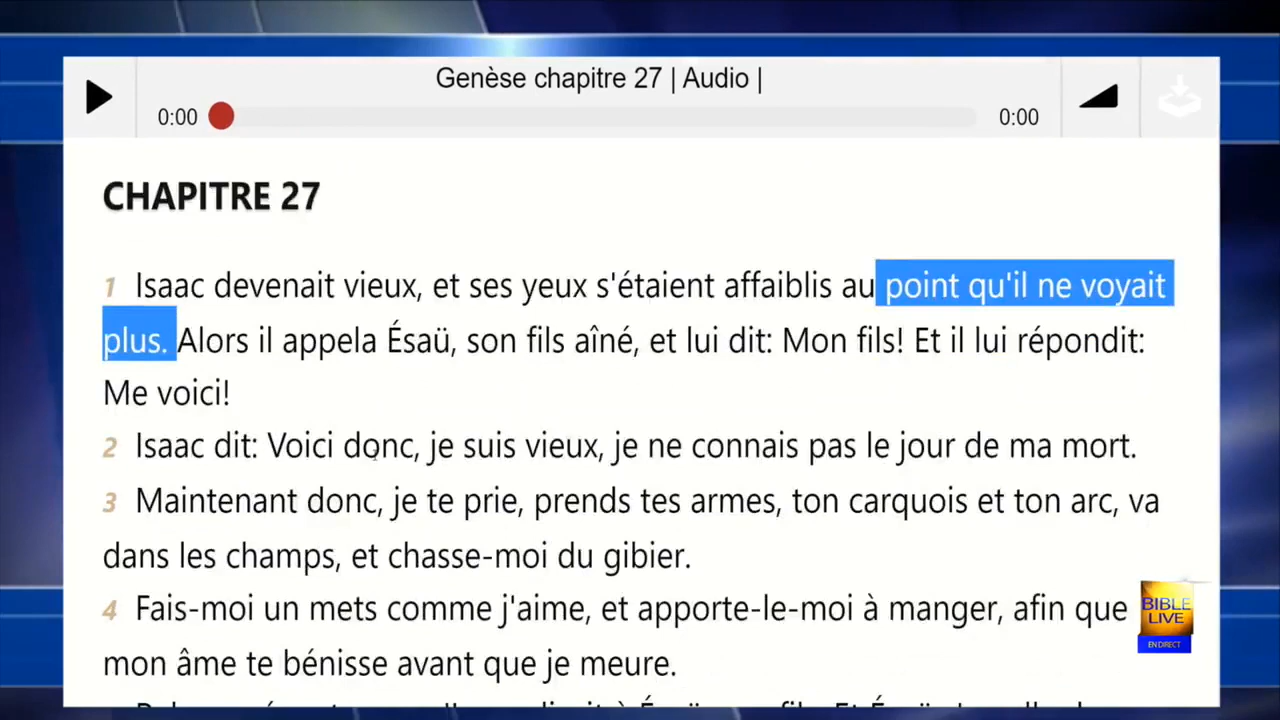 Genèse chapitre 27 | Audio |
0:00
0:00
CHAPITRE 27
1 Isaac devenait vieux, et ses yeux s'étaient affaiblis au point qu'il ne voyait
plus. Alors il appela Ésaü, son fils aîné, et lui dit: Mon fils! Et il lui répondit:
Me voici!
2 Isaac dit: Voici donc, je suis vieux, je ne connais pas le jour de ma mort.
3 Maintenant donc, je te prie, prends tes armes, ton carquois et ton arc, va
dans les champs, et chasse-moi du gibier.
4 Fais-moi un mets comme j'aime, et apporte-le-moi à manger, afin que
mon âme te bénisse avant que je meure.
BIBLE
LIVE
EN DIRECT